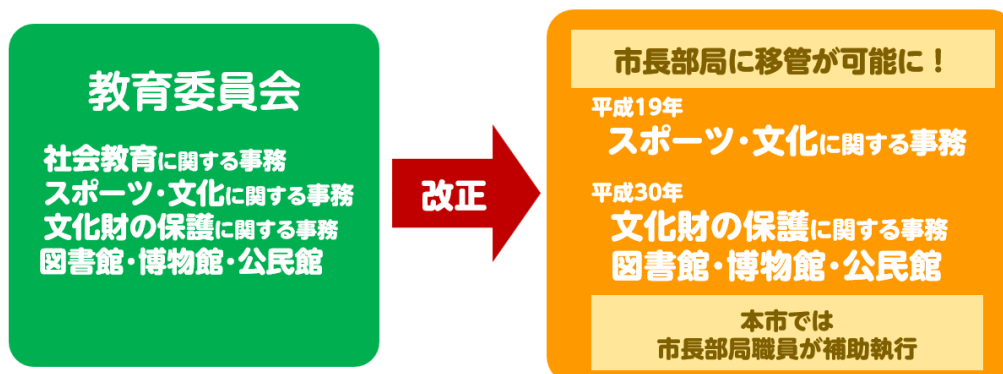 教育委員会
社会教育に関する事務
スポーツ・文化に関する事務
文化財の保護に関する事務
図書館・博物館・公民館
改正
市長部局に移管が可能に！
平成19年
スポーツ・文化に関する事務
平成30年
文化財の保護に関する事務
図書館・博物館・公民館
本市では
市長部局職員が補助執行